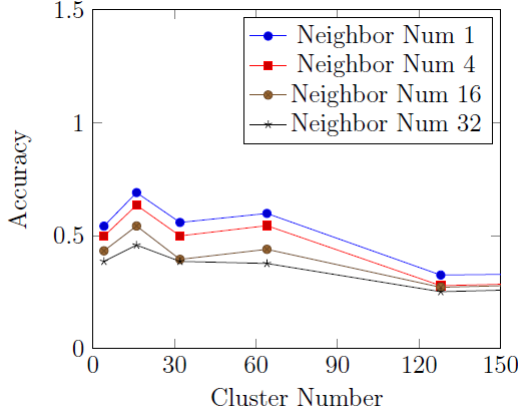 1.5
1
0.5
0
Accuracy
Neighbor Num 1
Neighbor Num 4
Neighbor Num 16
Neighbor Num 32
0 30 60 90 120 150
Cluster Number